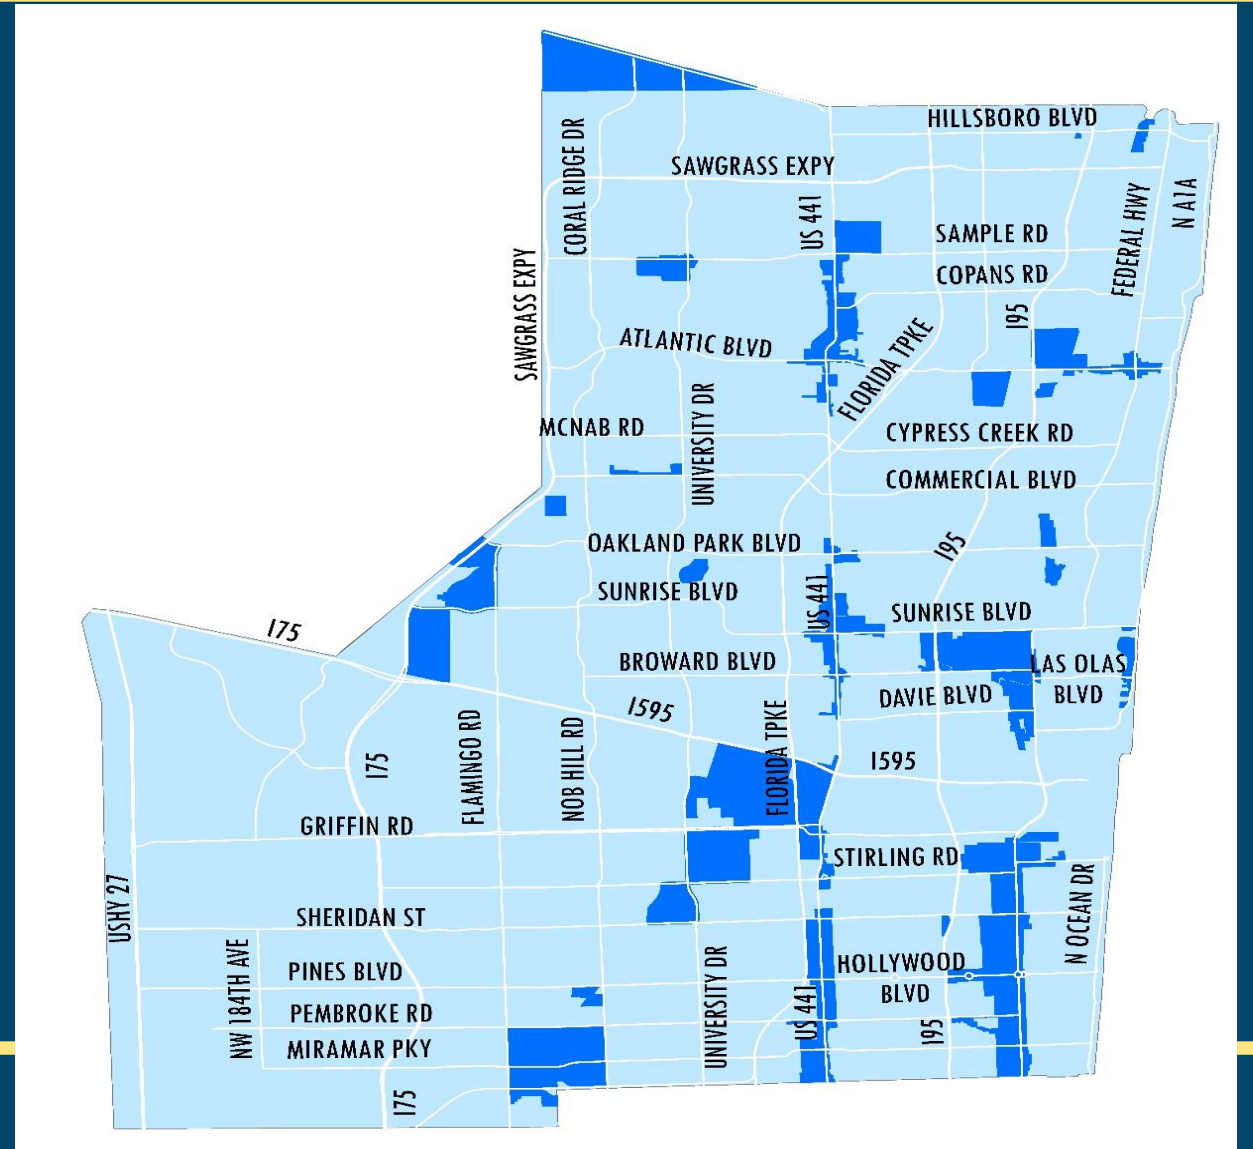 HILLSBORO BLVD
SAWGRASS EXPY
CORAL RIDGE DR
US 441
FEDERAL HWY
N A1A
SAMPLE RD
COPANS RD
SAWGRASS EXPY
I95
ATLANTIC BLVD
FLORIDA TPKE
UNIVERSITY DR
MCNAB RD
CYPRESS CREEK RD
COMMERCIAL BLVD
OAKLAND PARK BLVD
I95
SUNRISE BLVD
US 441
SUNRISE BLVD
I75
BROWARD BLVD
LAS OLAS
BLVD
DAVIE BLVD
I595
FLORIDA TPKE
FLAMINGO RD
NOB HILL RD
I75
I595
GRIFFIN RD
STIRLING RD
USHY 27
SHERIDAN ST
N OCEAN DR
NW 184TH AVE
PINES BLVD
HOLLYWOOD
BLVD
UNIVERSITY DR
US 441
PEMBROKE RD
I95
MIRAMAR PKY
I75